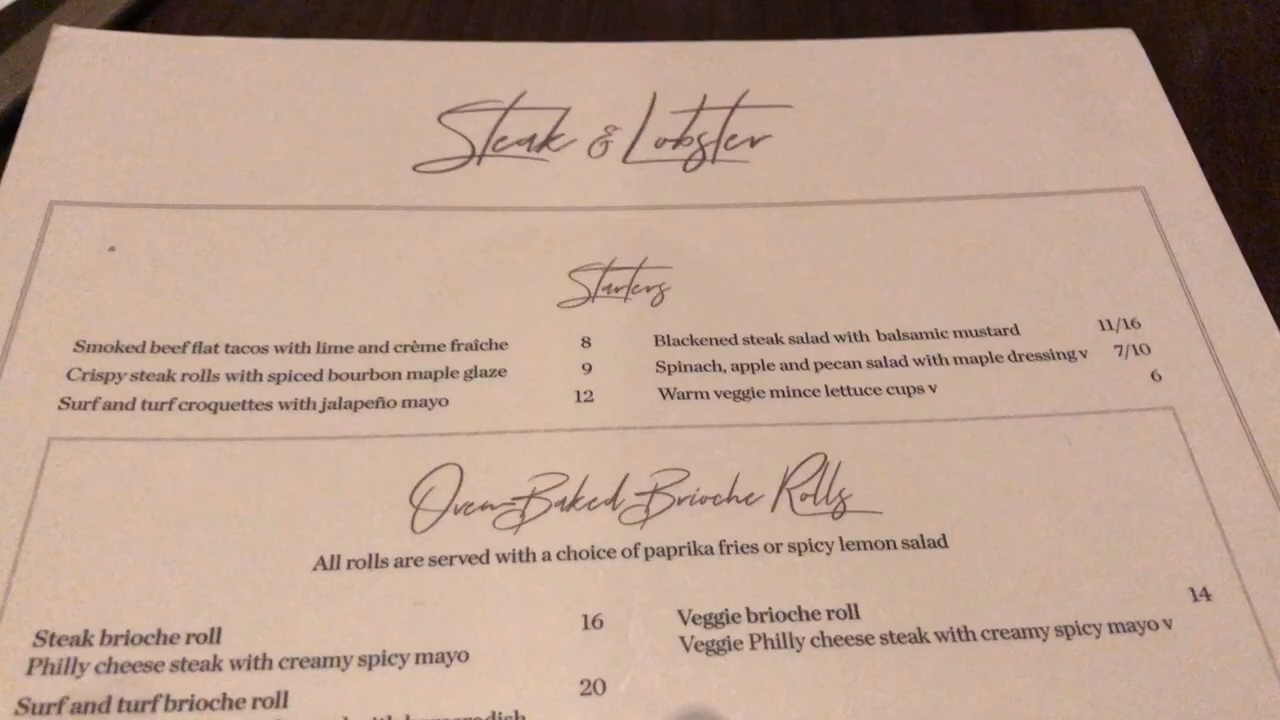 Steak & Lobster
Starters
Smoked beef flat tacos with lime and crème fraîche 8
Crispy steak rolls with spiced bourbon maple glaze 9
Surf and turf croquettes with jalapeño mayo 12
Blackened steak salad with balsamic mustard 11/16
Spinach, apple and pecan salad with maple dressing v 7/10
Warm veggie mince lettuce cups v 6
Oven-Baked Brioche Rolls
All rolls are served with a choice of paprika fries or spicy lemon salad
Steak brioche roll 16
Philly cheese steak with creamy spicy mayo
Surf and turf brioche roll 20
with horseradish
Veggie brioche roll 14
Veggie Philly cheese steak with creamy spicy mayo v